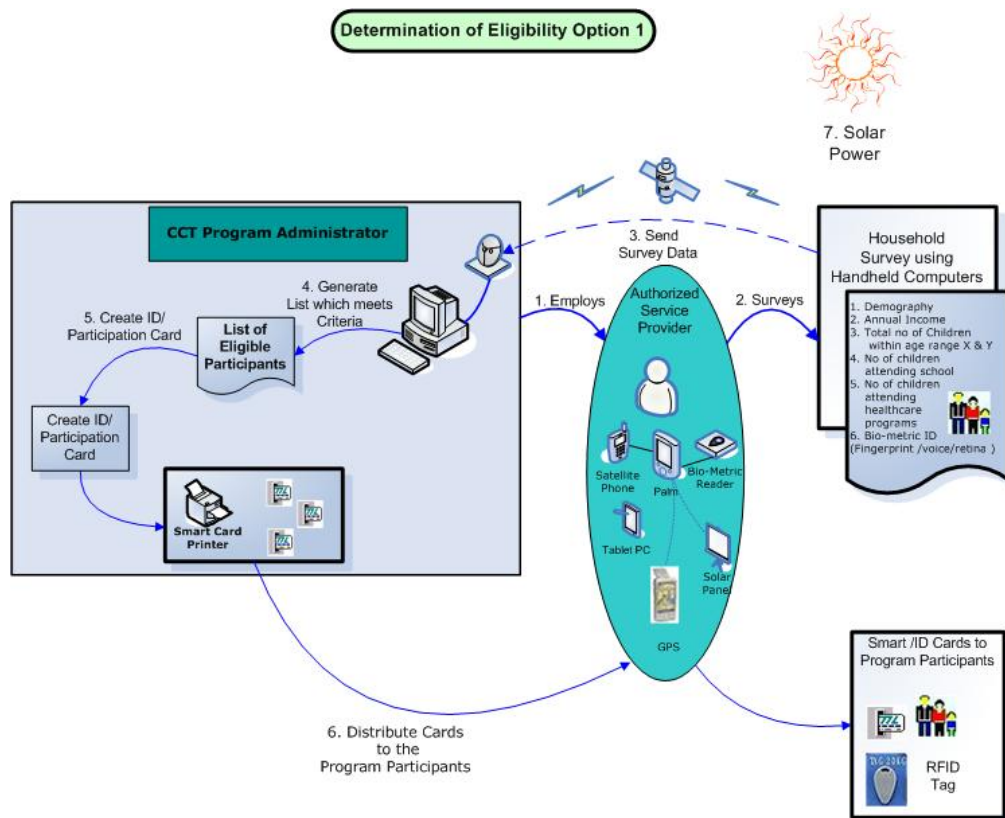 Determination of Eligibility Option 1
7. Solar
Power
CCT Program Administrator
3. Send
Survey Data
Household
Survey using
Handheld Computers
4. Generate
List which meets
Criteria
1. Employs
Authorized
Service
Provider
2. Surveys
5. Create ID/
Participation Card
List of
Eligible
Participants
1. Demography
2. Annual Income
3. Total no of Children
within age range X & Y
4. No of children
attending school
5. No of children
attending
healthcare
programs
6. Bio-metric ID
(Fingerprint /voice/retina )
Create ID/
Participation
Card
Satellite
Phone
Palm
Bio-Metric
Reader
Smart Card
Printer
Tablet PC
Solar
Panel
GPS
Smart /ID Cards to
Program Participants
6. Distribute Cards
to the
Program Participants
RFID
Tag